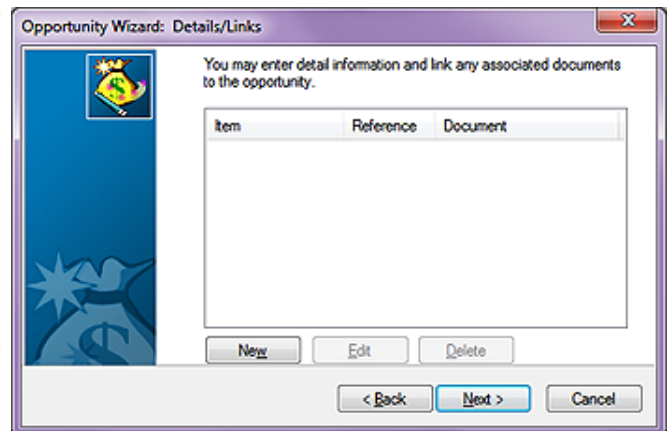 Opportunity Wizard: Details/Links
You may enter detail information and link any associated documents
to the opportunity.
Item Reference Document
New Edit Delete
< Back Next > Cancel